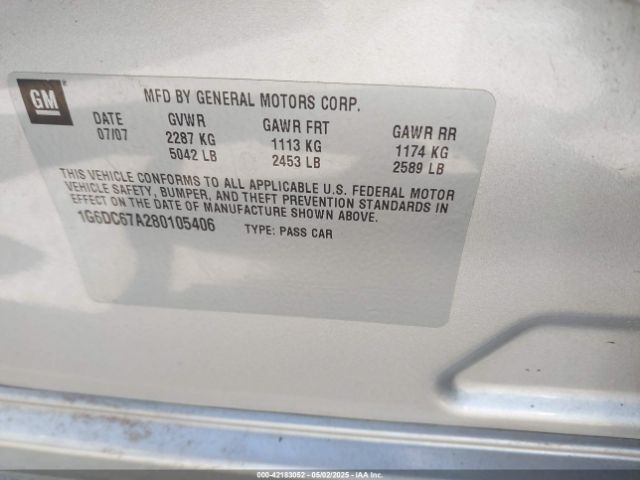 GM
MFD BY GENERAL MOTORS CORP.
DATE GVWR GAWR FRT GAWR RR
07/07 2287 KG 1113 KG 1174 KG
5042 LB 2453 LB 2589 LB
THIS VEHICLE CONFORMS TO ALL APPLICABLE U.S. FEDERAL MOTOR
VEHICLE SAFETY, BUMPER, AND THEFT PREVENTION STANDARDS IN
EFFECT ON THE DATE OF MANUFACTURE SHOWN ABOVE.
1G6DC67A280105406 TYPE: PASS CAR
000-42183052 - 05/02/2025 - IAA Inc.